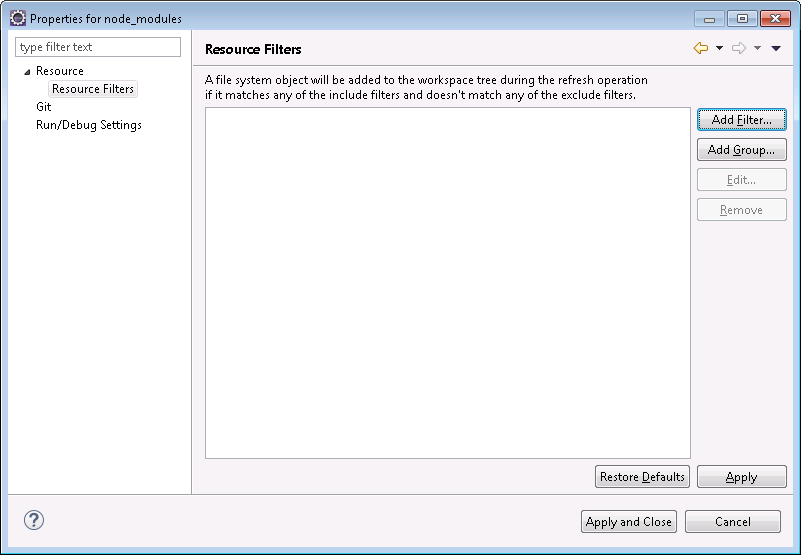 Properties for node_modules
type filter text
Resource
Resource Filters
Git
Run/Debug Settings
Resource Filters
A file system object will be added to the workspace tree during the refresh operation
if it matches any of the include filters and doesn't match any of the exclude filters.
Add Filter...
Add Group...
Edit...
Remove
Restore Defaults
Apply
?
Apply and Close
Cancel